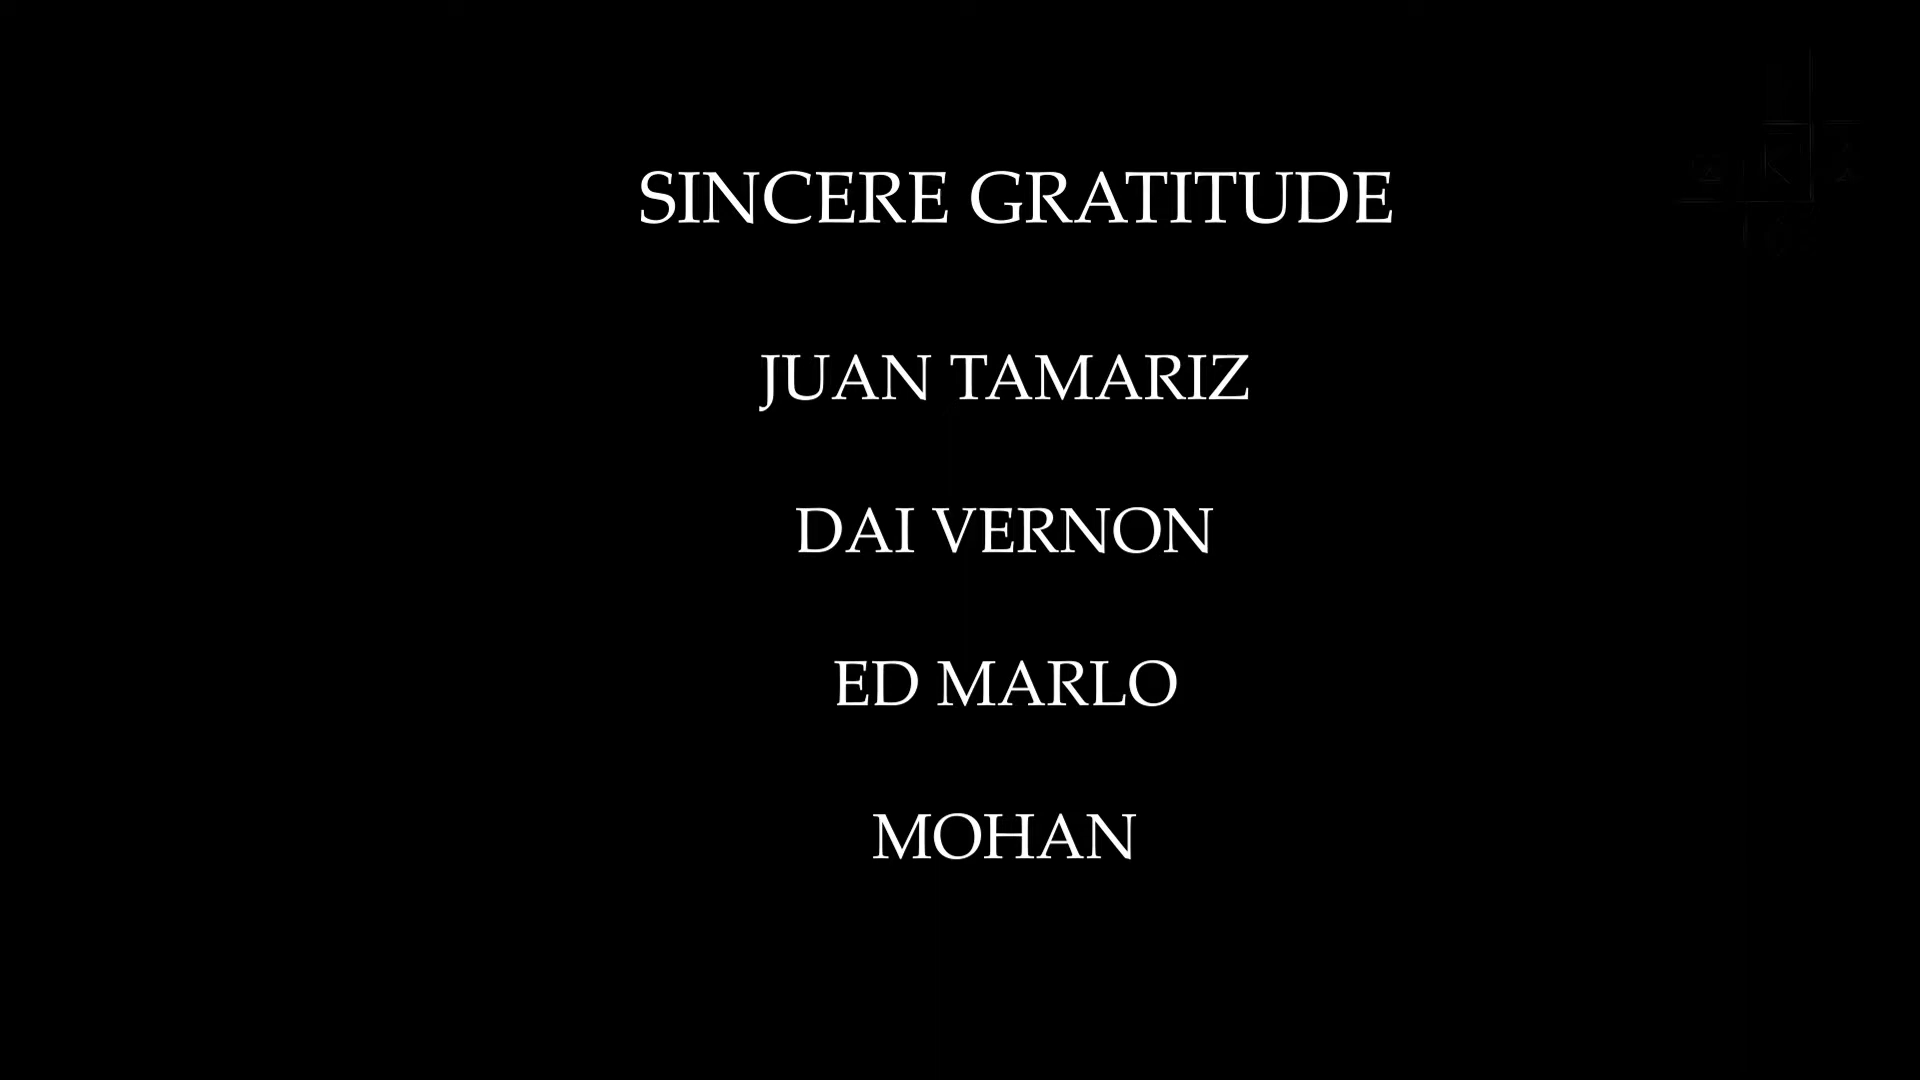 SINCERE GRATITUDE
JUAN TAMARIZ
DAI VERNON
ED MARLO
MOHAN